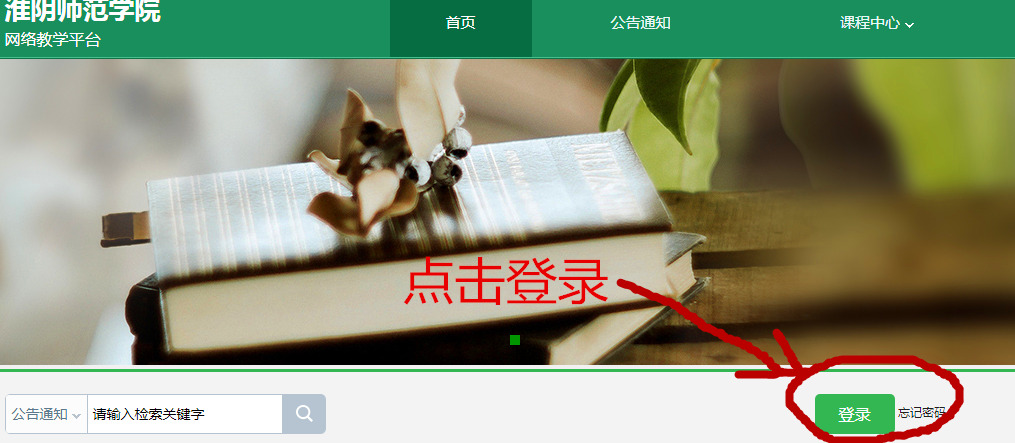 淮阴师范学院
网络教学平台
首页
公告通知
课程中心
点击登录
公告通知
请输入检索关键字
登录
忘记密码